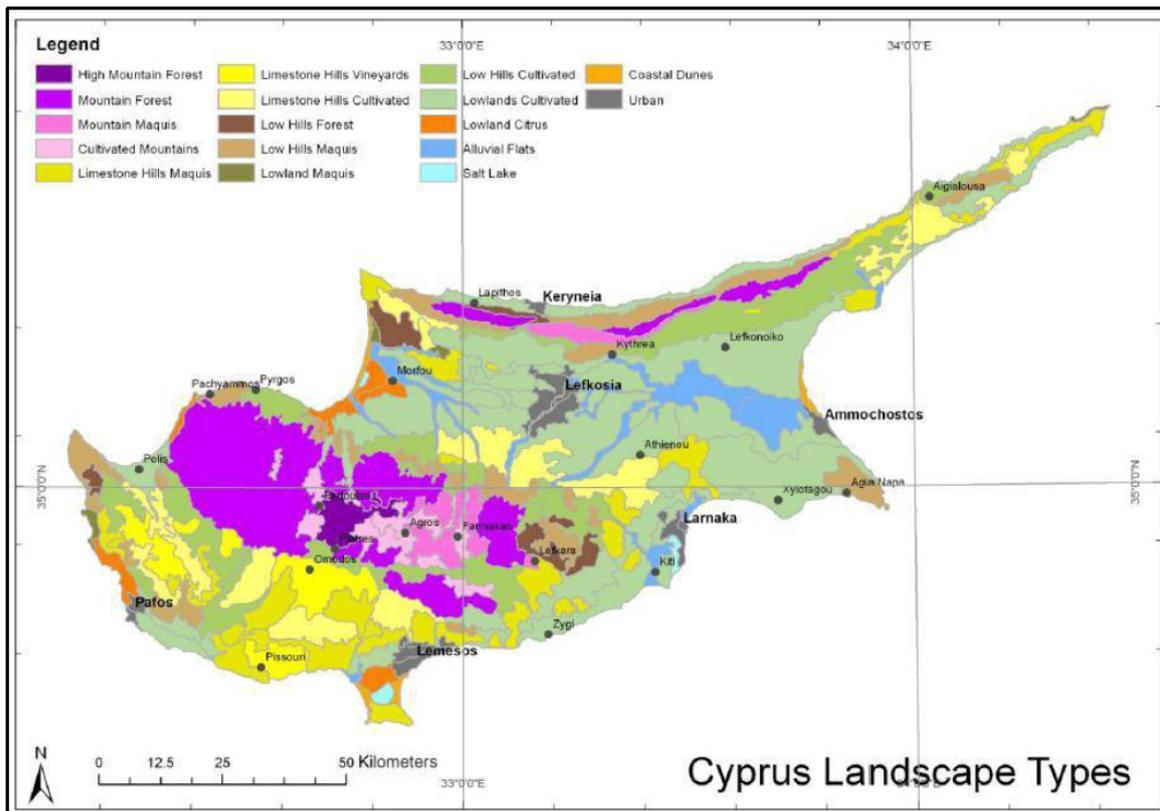 33°0'0"E
34°0'0"E
Legend
High Mountain Forest
Mountain Forest
Mountain Maquis
Cultivated Mountains
Limestone Hills Maquis
Limestone Hills Vineyards
Limestone Hills Cultivated
Low Hills Forest
Low Hills Maquis
Lowland Maquis
Low Hills Cultivated
Lowlands Cultivated
Lowland Citrus
Alluvial Flats
Salt Lake
Coastal Dunes
Urban
Aigialousa
Lapithos
Keryneia
Kythrea
Lefkonoiko
Morfou
Lefkosia
Pachyammos
Pyrgos
Ammochostos
Athienou
Polis
35°0'0"N
35°0'0"N
Xylofagou
Agia Napa
Larnaka
Agros
Farmakas
Lefkara
Kiti
Omodos
Pafos
Zygi
Lemesos
Pissouri
N
0 12.5 25 50 Kilometers
33°0'0"E
Cyprus Landscape Types